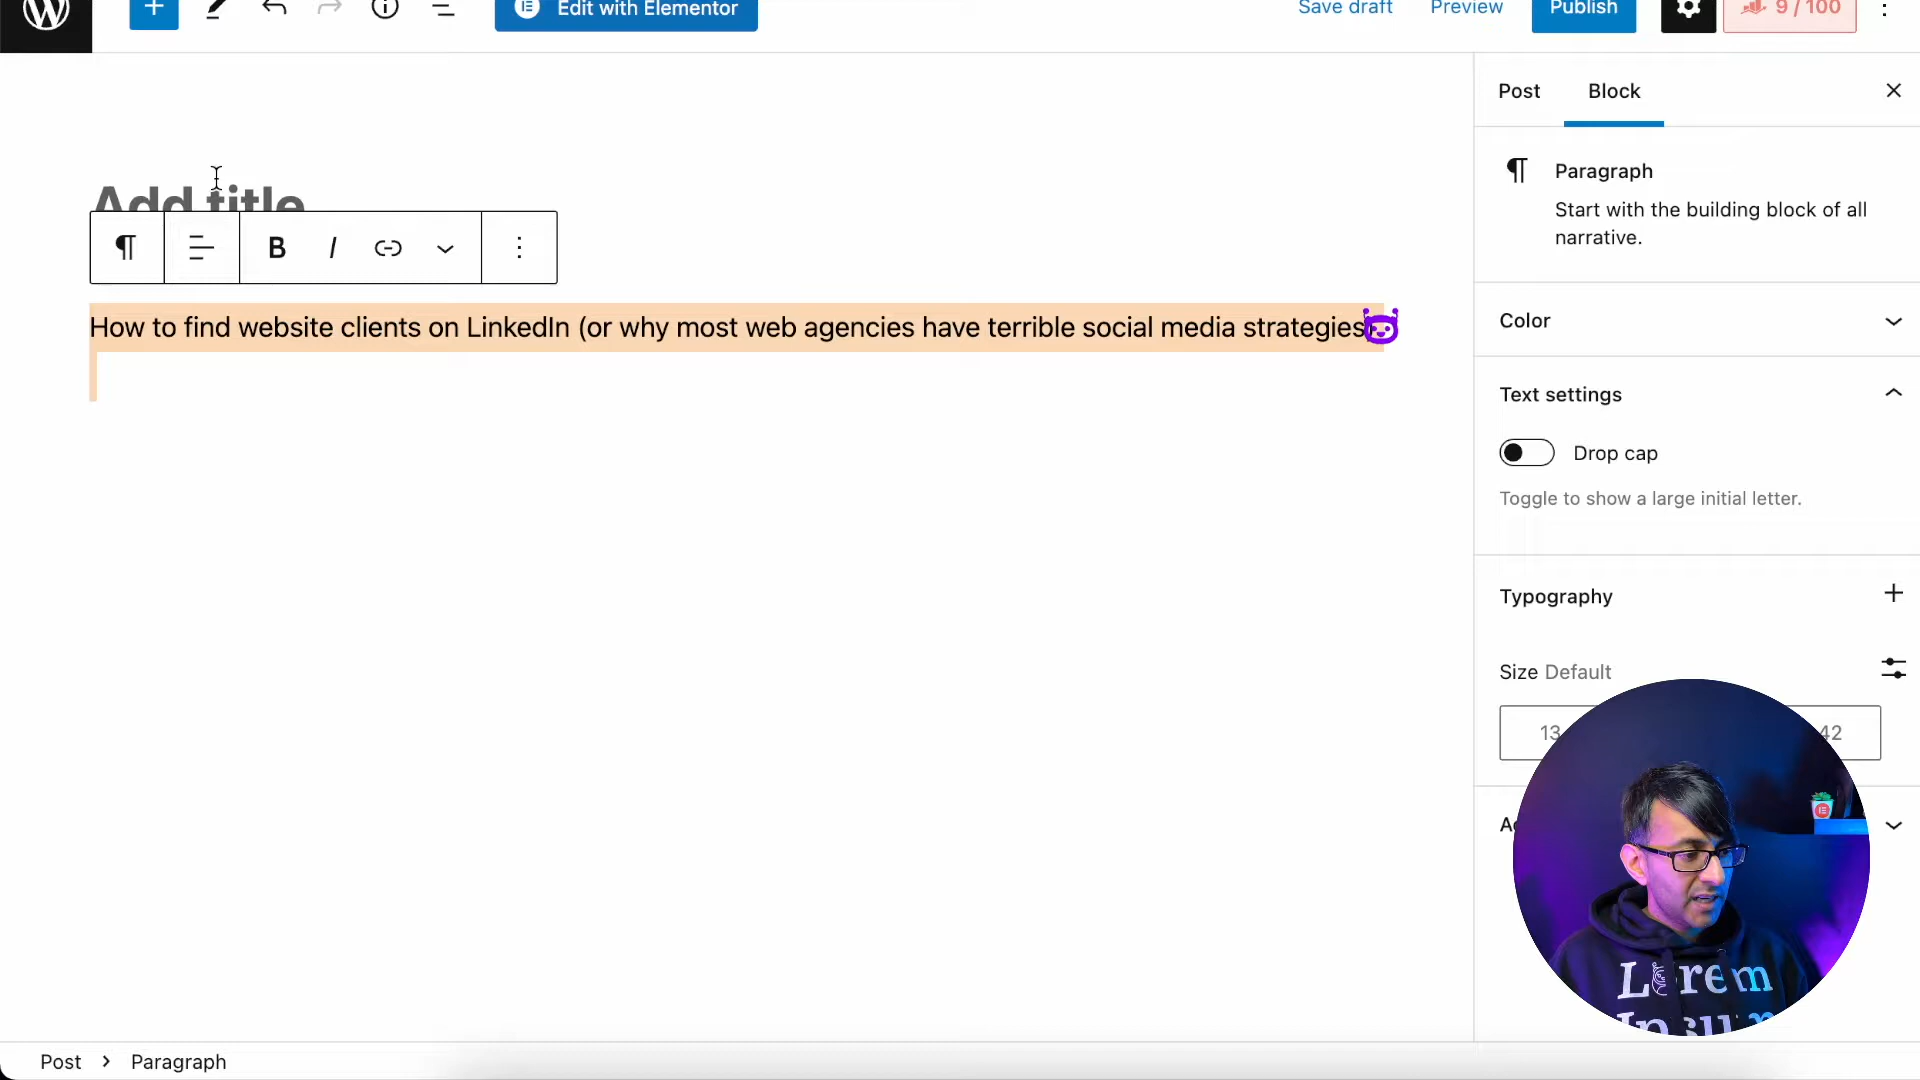 Edit with Elementor
Save draft
Preview
Publish
9 / 100
Post
Block
Paragraph
Start with the building block of all
narrative.
Add title
B I
How to find website clients on LinkedIn (or why most web agencies have terrible social media strategies
Color
Text settings
Drop cap
Toggle to show a large initial letter.
Typography
Size Default
13
42
Lorem
Ipsum
Post > Paragraph